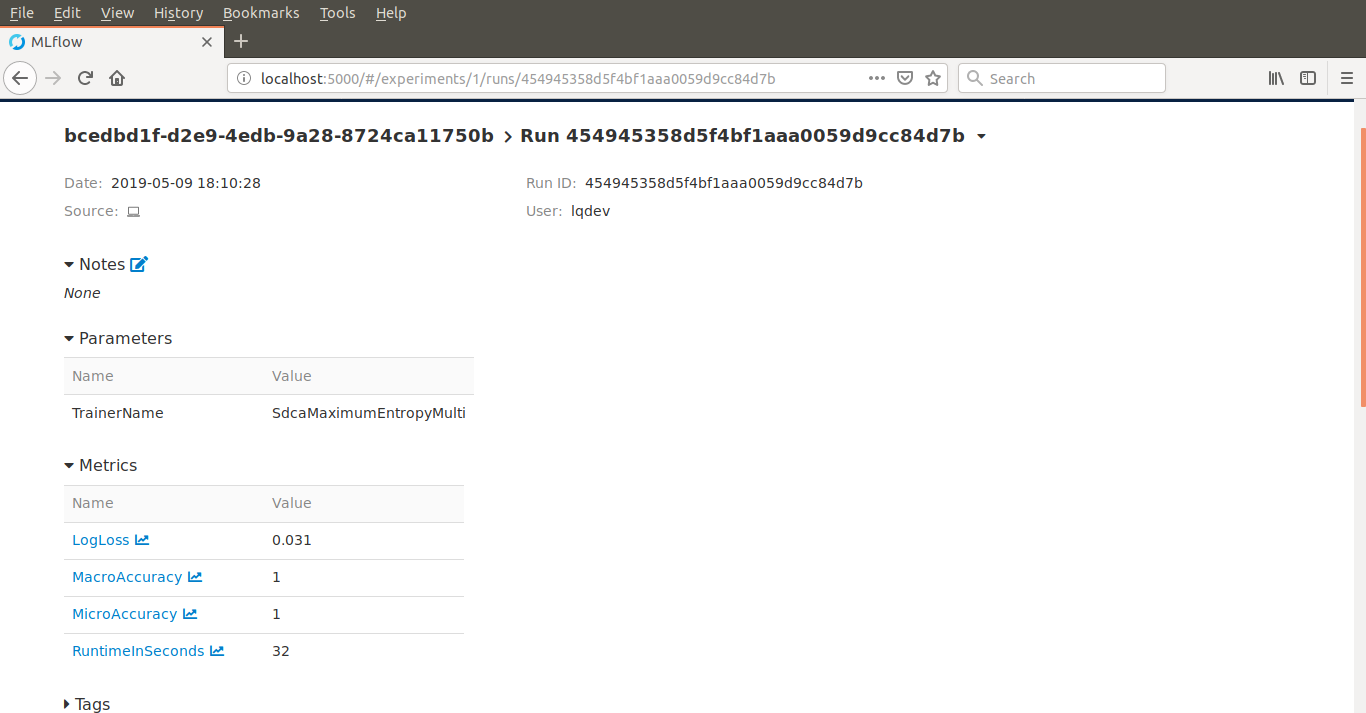 File Edit View History Bookmarks Tools Help
MLflow
localhost:5000/#/experiments/1/runs/454945358d5f4bf1aaa0059d9cc84d7b
Search
bcedbd1f-d2e9-4edb-9a28-8724ca11750b > Run 454945358d5f4bf1aaa0059d9cc84d7b
Date: 2019-05-09 18:10:28 Run ID: 454945358d5f4bf1aaa0059d9cc84d7b
Source: User: lqdev
Notes
None
Parameters
Name Value
TrainerName SdcaMaximumEntropyMulti
Metrics
Name Value
LogLoss 0.031
MacroAccuracy 1
MicroAccuracy 1
RuntimeInSeconds 32
Tags